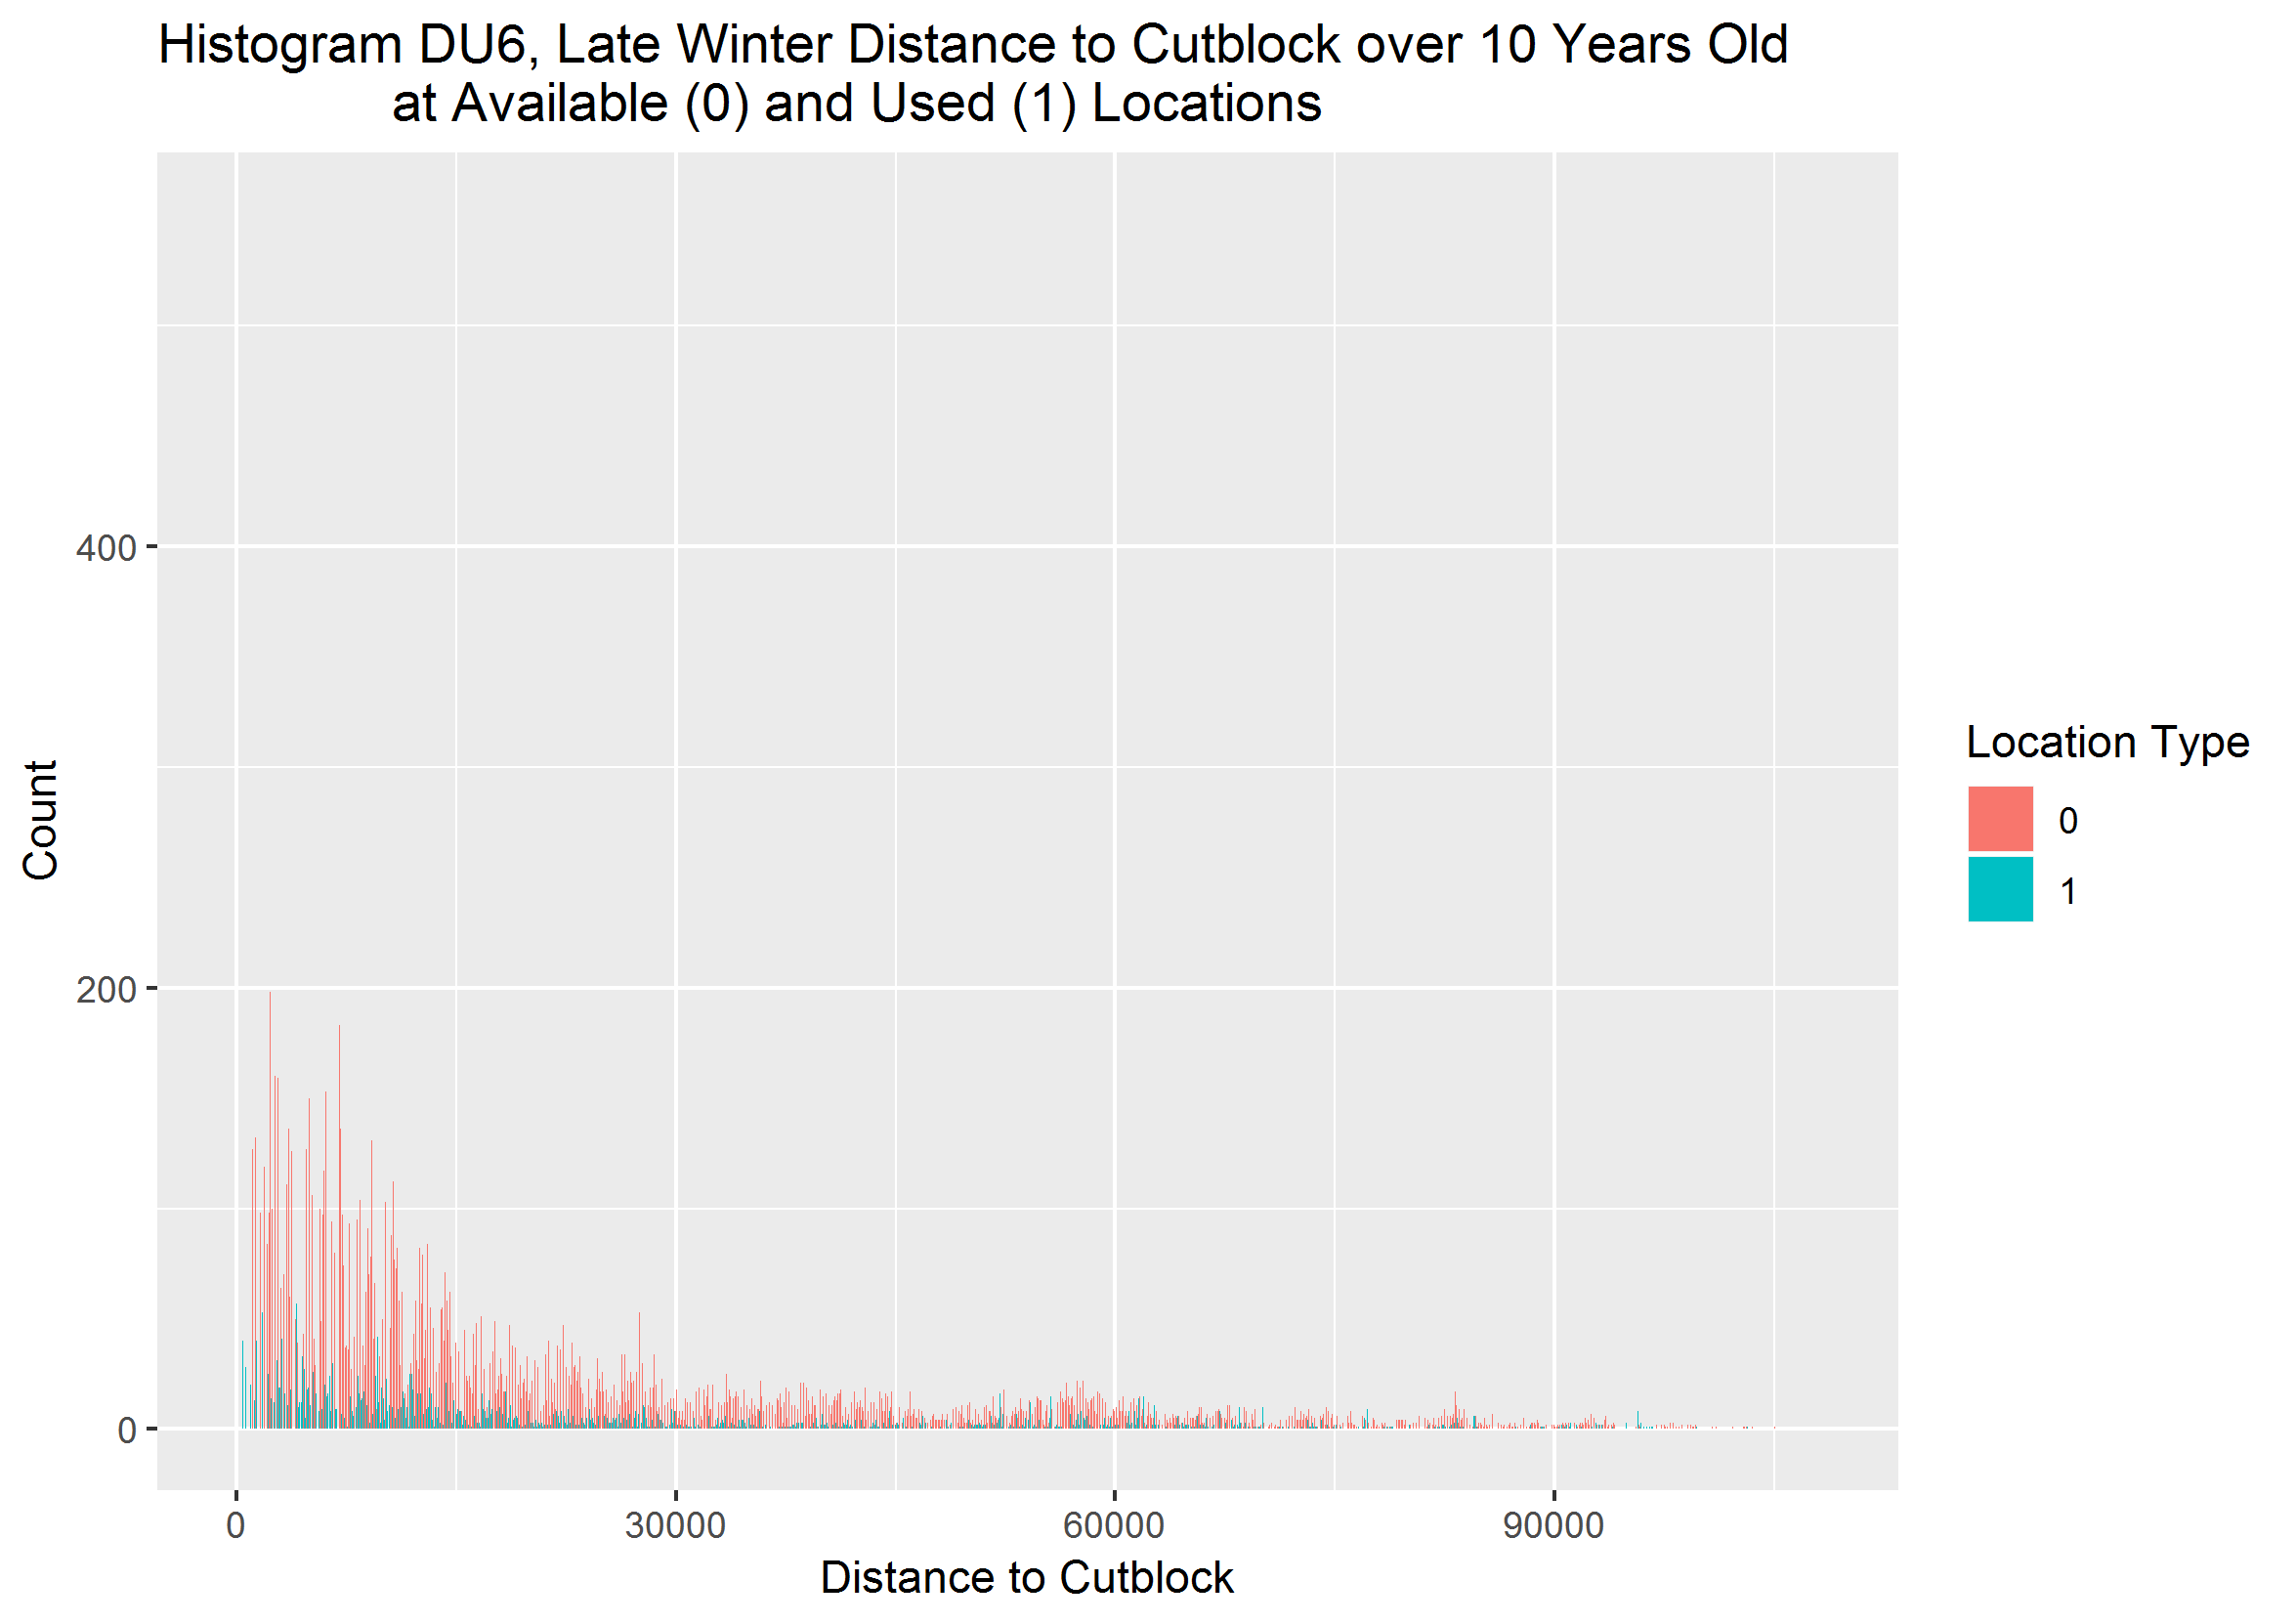 Histogram DU6, Late Winter Distance to Cutblock over 10 Years Old
at Available (0) and Used (1) Locations
Count
400
200
0
0
30000
60000
90000
Distance to Cutblock
Location Type
0
1